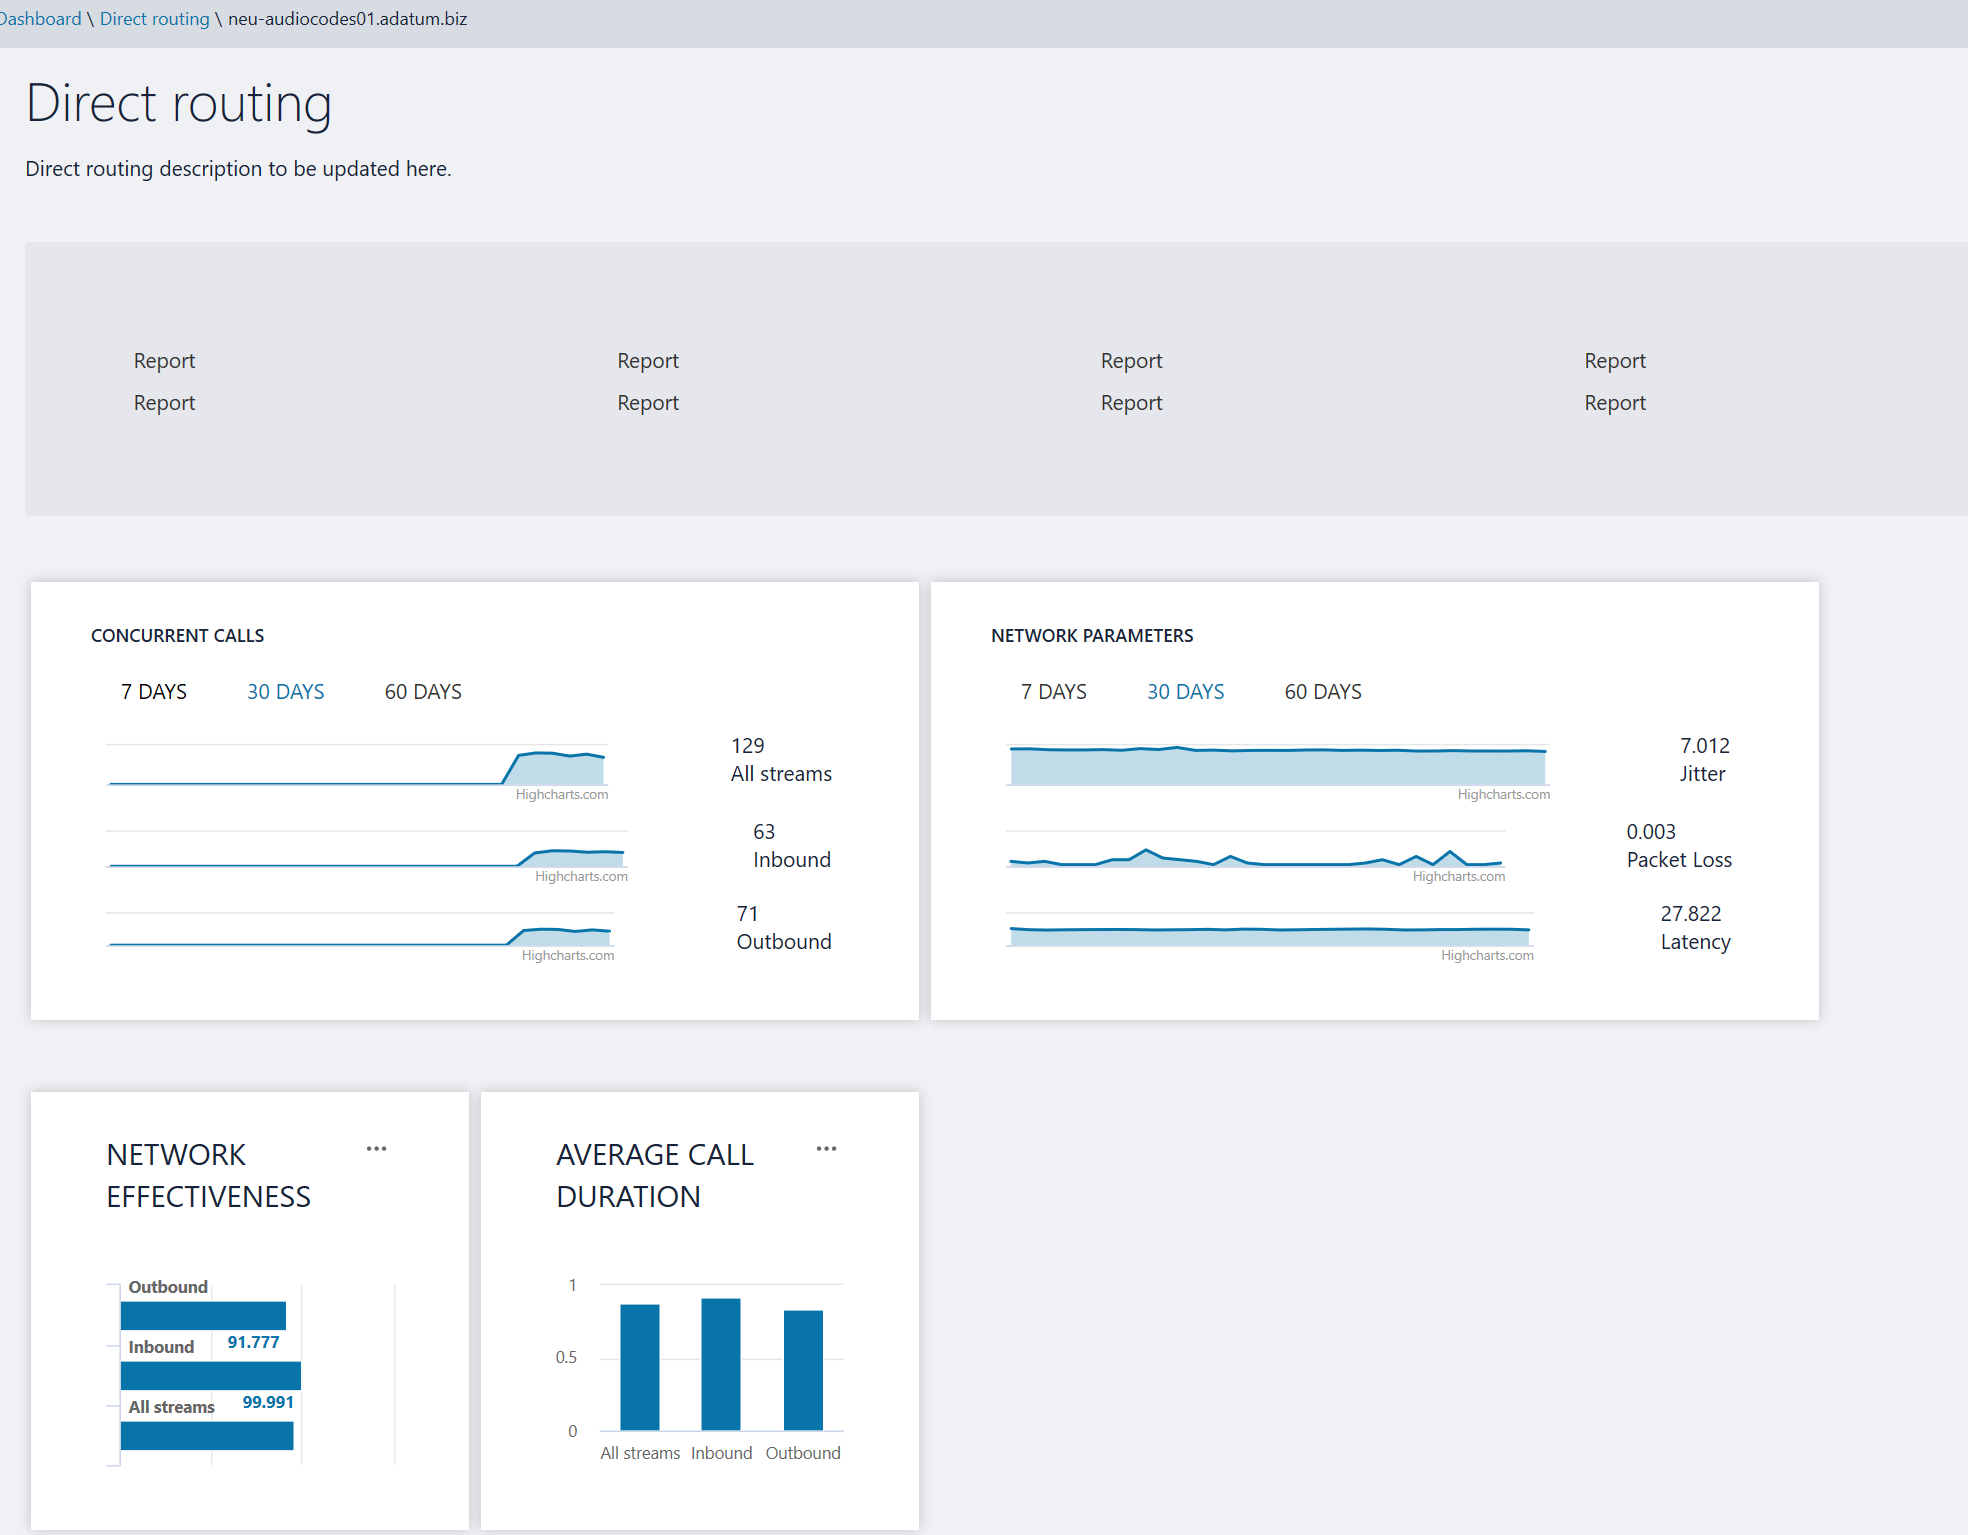 Dashboard \ Direct routing \ neu-audiocodes01.adatum.biz
Direct routing
Direct routing description to be updated here.
Report Report Report Report
Report Report Report Report
CONCURRENT CALLS
7 DAYS 30 DAYS 60 DAYS
129
All streams
Highcharts.com
63
Inbound
Highcharts.com
71
Outbound
Highcharts.com
NETWORK PARAMETERS
7 DAYS 30 DAYS 60 DAYS
7.012
Jitter
Highcharts.com
0.003
Packet Loss
Highcharts.com
27.822
Latency
Highcharts.com
NETWORK
EFFECTIVENESS
Outbound
91.777
Inbound
99.991
All streams
AVERAGE CALL
DURATION
1
0.5
0
All streams Inbound Outbound